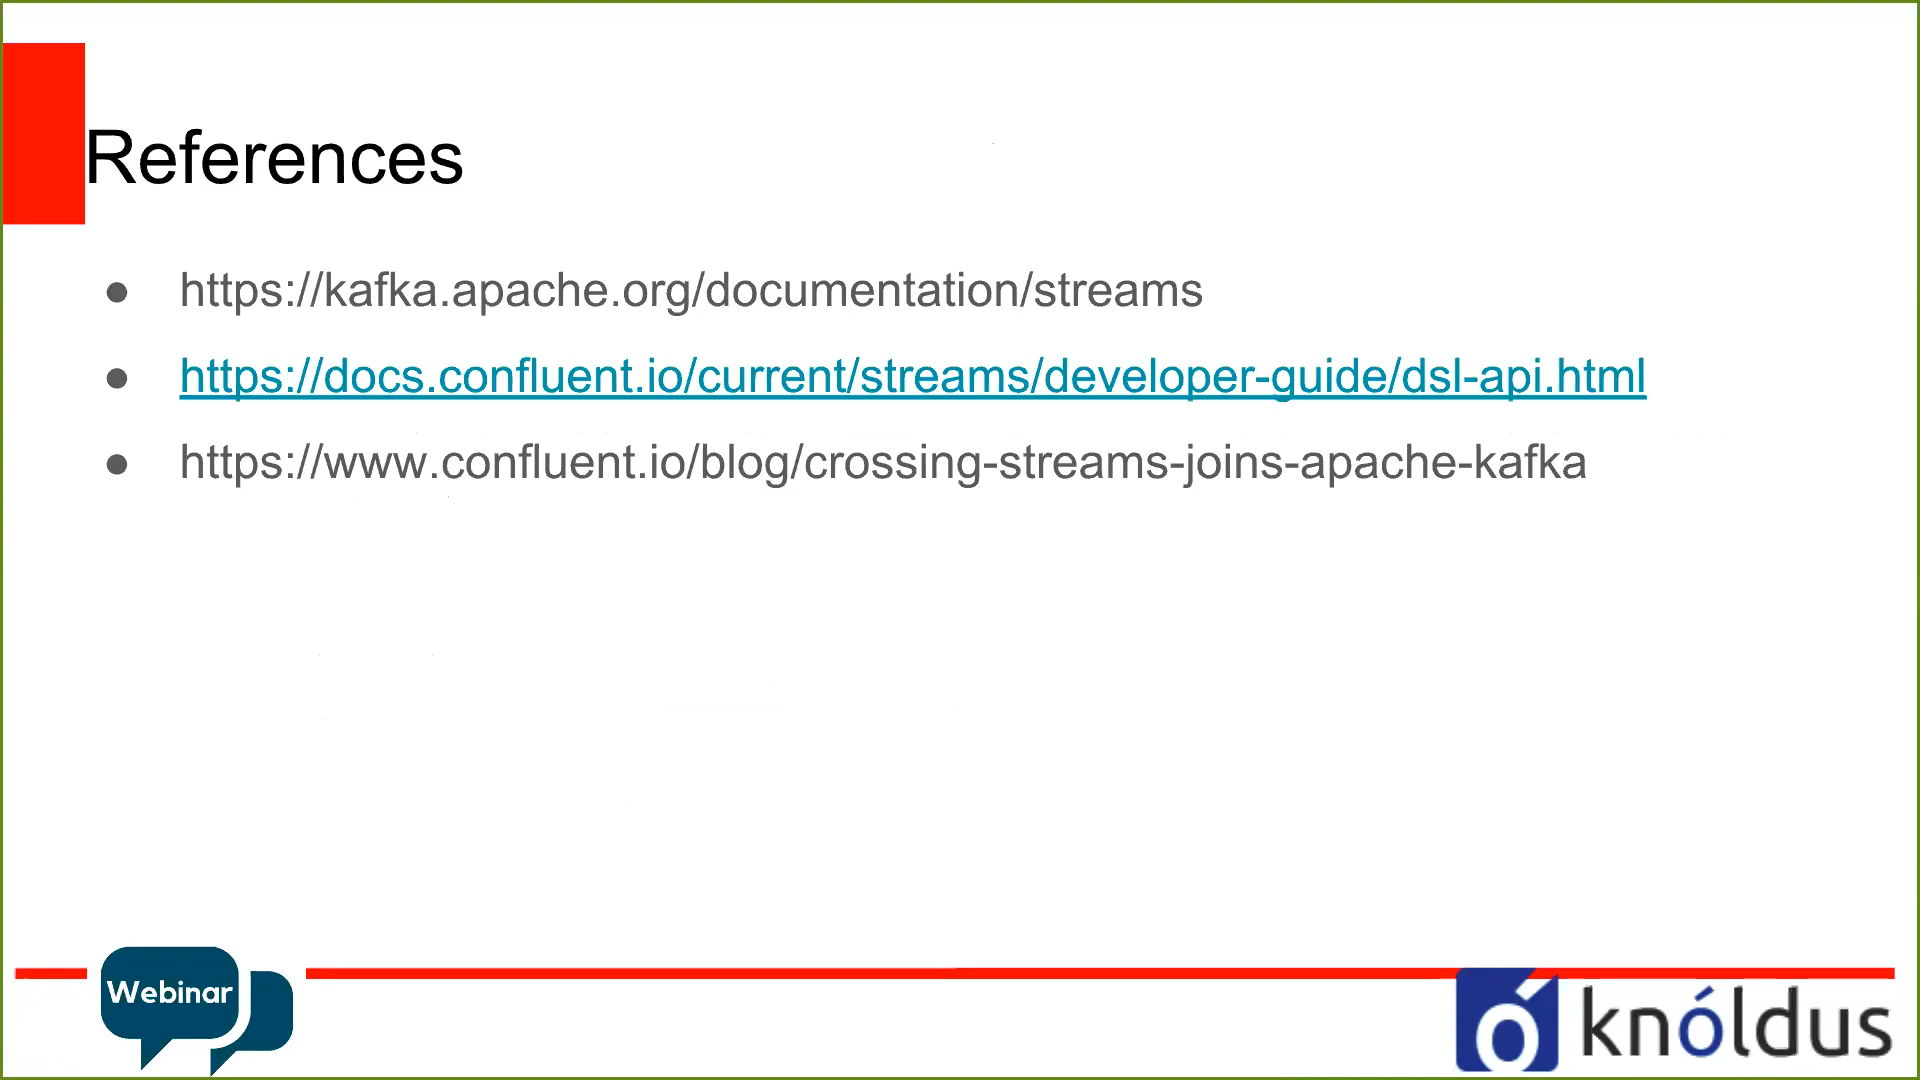 References
● https://kafka.apache.org/documentation/streams
● https://docs.confluent.io/current/streams/developer-guide/dsl-api.html
● https://www.confluent.io/blog/crossing-streams-joins-apache-kafka
Webinar
knóldus